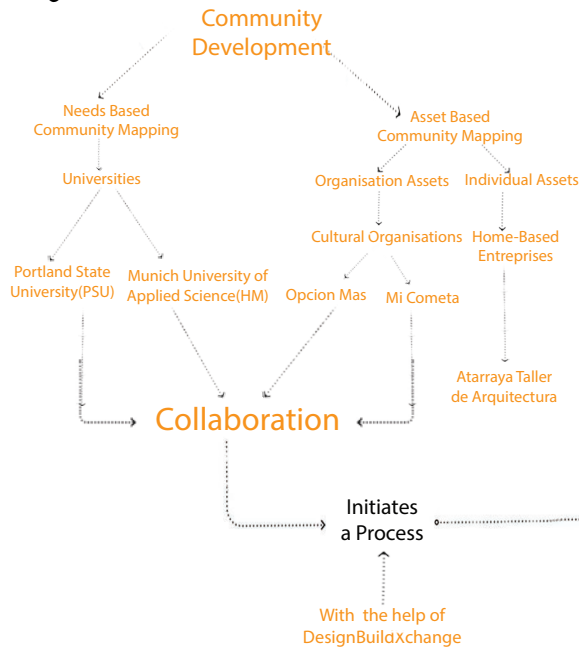 Community
Development
Needs Based
Community Mapping
Asset Based
Community Mapping
Universities
Organisation Assets
Individual Assets
Cultural Organisations
Home-Based
Entreprises
Portland State
University(PSU)
Munich University of
Applied Science(HM)
Opcion Mas
Mi Cometa
Atarraya Taller
de Arquitectura
Collaboration
Initiates
a Process
With the help of
DesignBuildXchange